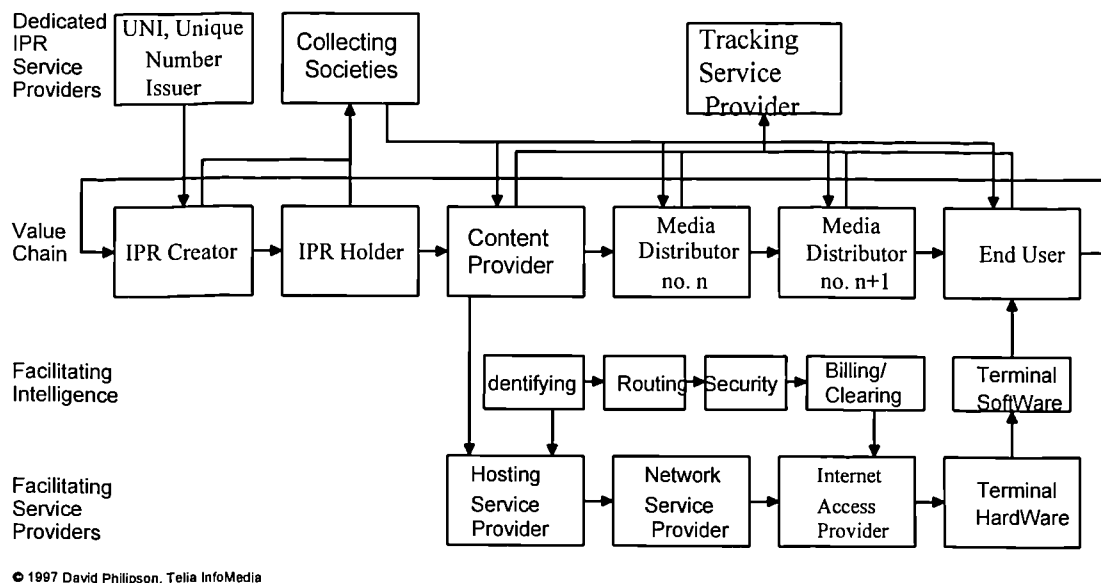 Dedicated
IPR
Service
Providers
UNI, Unique
Number
Issuer
Collecting
Societies
Tracking
Service
Provider
Value
Chain
IPR Creator
IPR Holder
Content
Provider
Media
Distributor
no. n
Media
Distributor
no. n+1
End User
Facilitating
Intelligence
dentifying
Routing
Security
Billing/
Clearing
Terminal
SoftWare
Facilitating
Service
Providers
Hosting
Service
Provider
Network
Service
Provider
Internet
Access
Provider
Terminal
HardWare
© 1997 David Philipson, Telia InfoMedia